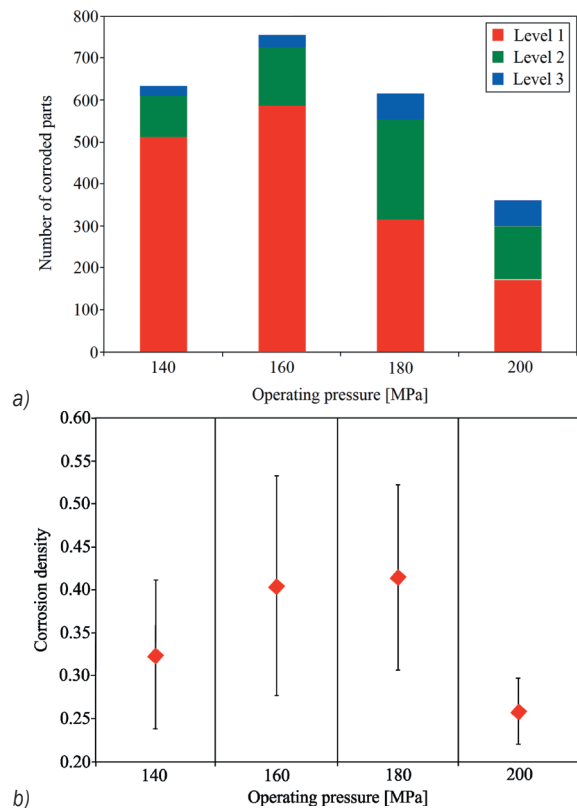 800
700
600
500
400
300
200
100
0
Number of corroded parts
Level 1
Level 2
Level 3
140 160 180 200
Operating pressure [MPa]
a)
0.60
0.55
0.50
0.45
0.40
0.35
0.30
0.25
0.20
Corrosion density
140 160 180 200
Operating pressure [MPa]
b)